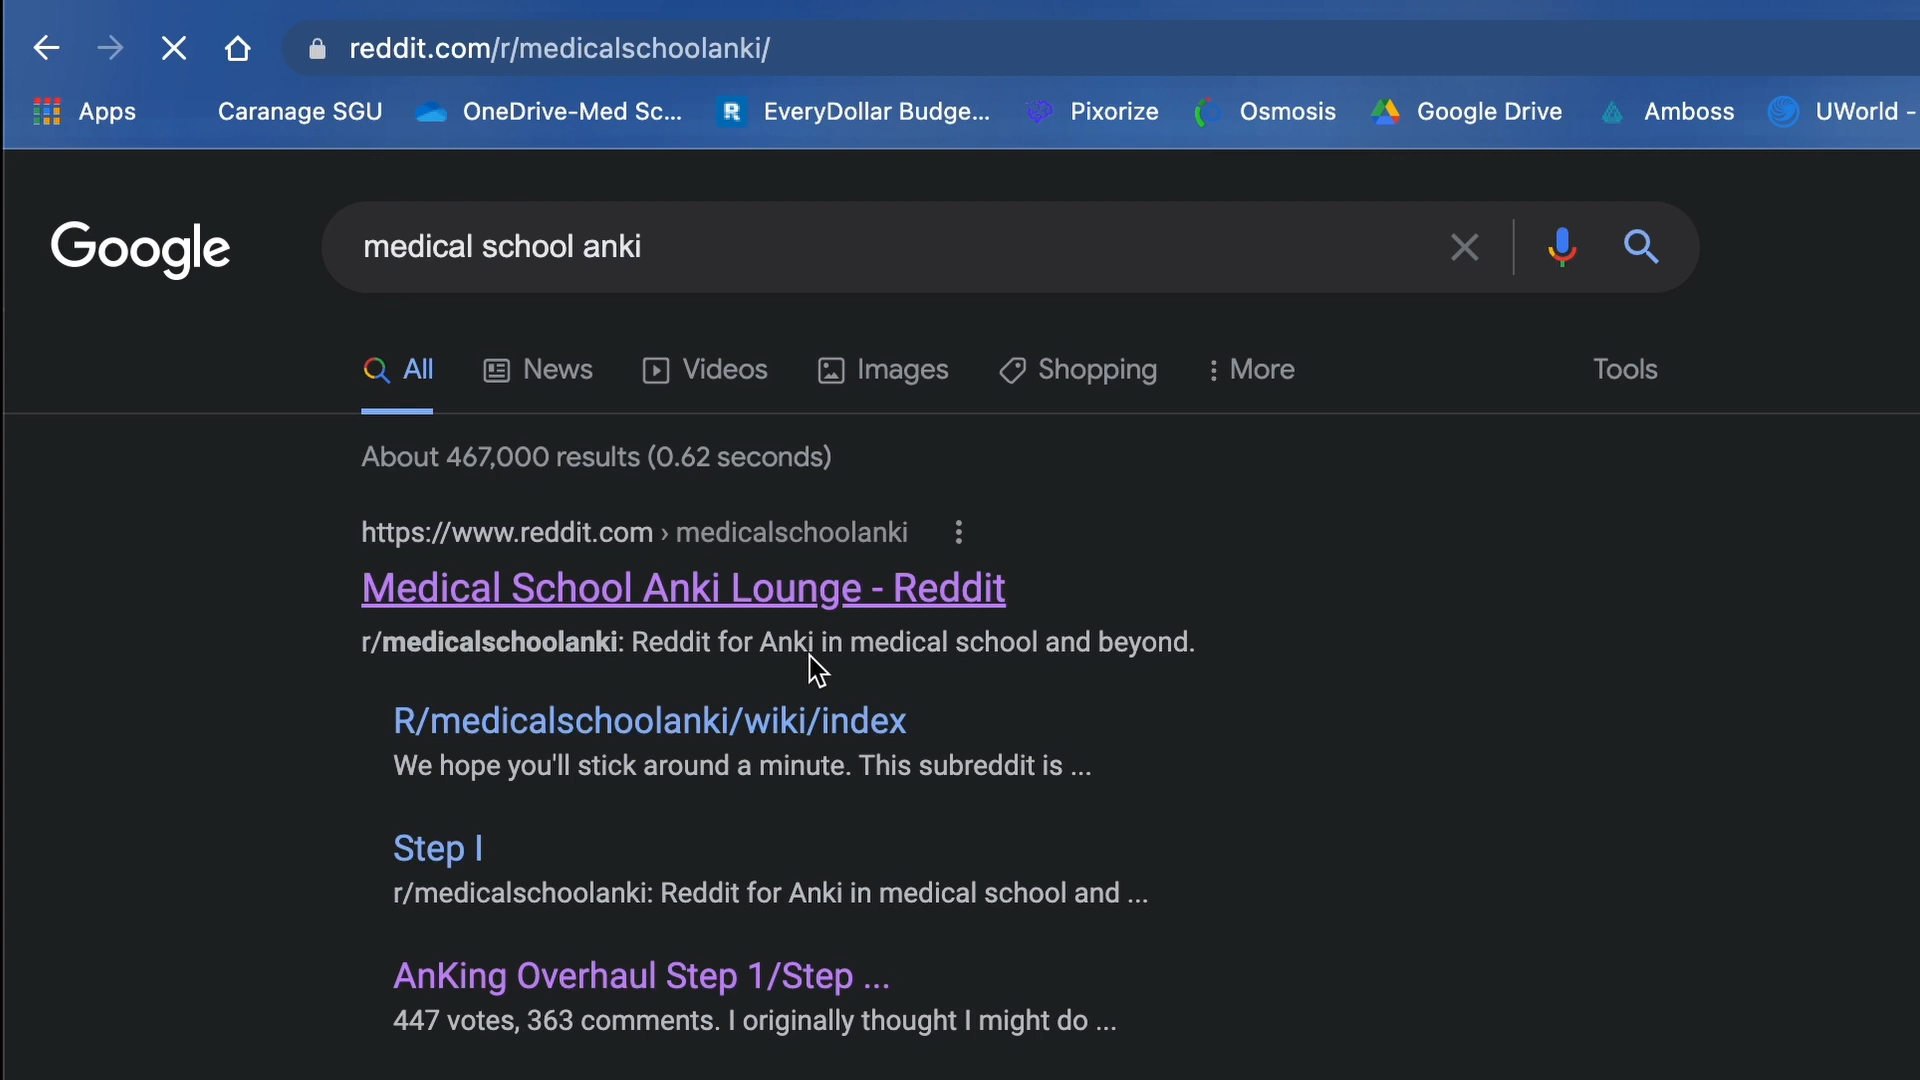 reddit.com/r/medicalschoolanki/
Apps Caranage SGU OneDrive-Med Sc... R EveryDollar Budge... Pixorize Osmosis Google Drive Amboss UWorld -
Google medical school anki
All News Videos Images Shopping More Tools
About 467,000 results (0.62 seconds)
https://www.reddit.com › medicalschoolanki
Medical School Anki Lounge - Reddit
r/medicalschoolanki: Reddit for Anki in medical school and beyond.
R/medicalschoolanki/wiki/index
We hope you'll stick around a minute. This subreddit is ...
Step I
r/medicalschoolanki: Reddit for Anki in medical school and ...
AnKing Overhaul Step 1/Step ...
447 votes, 363 comments. I originally thought I might do ...